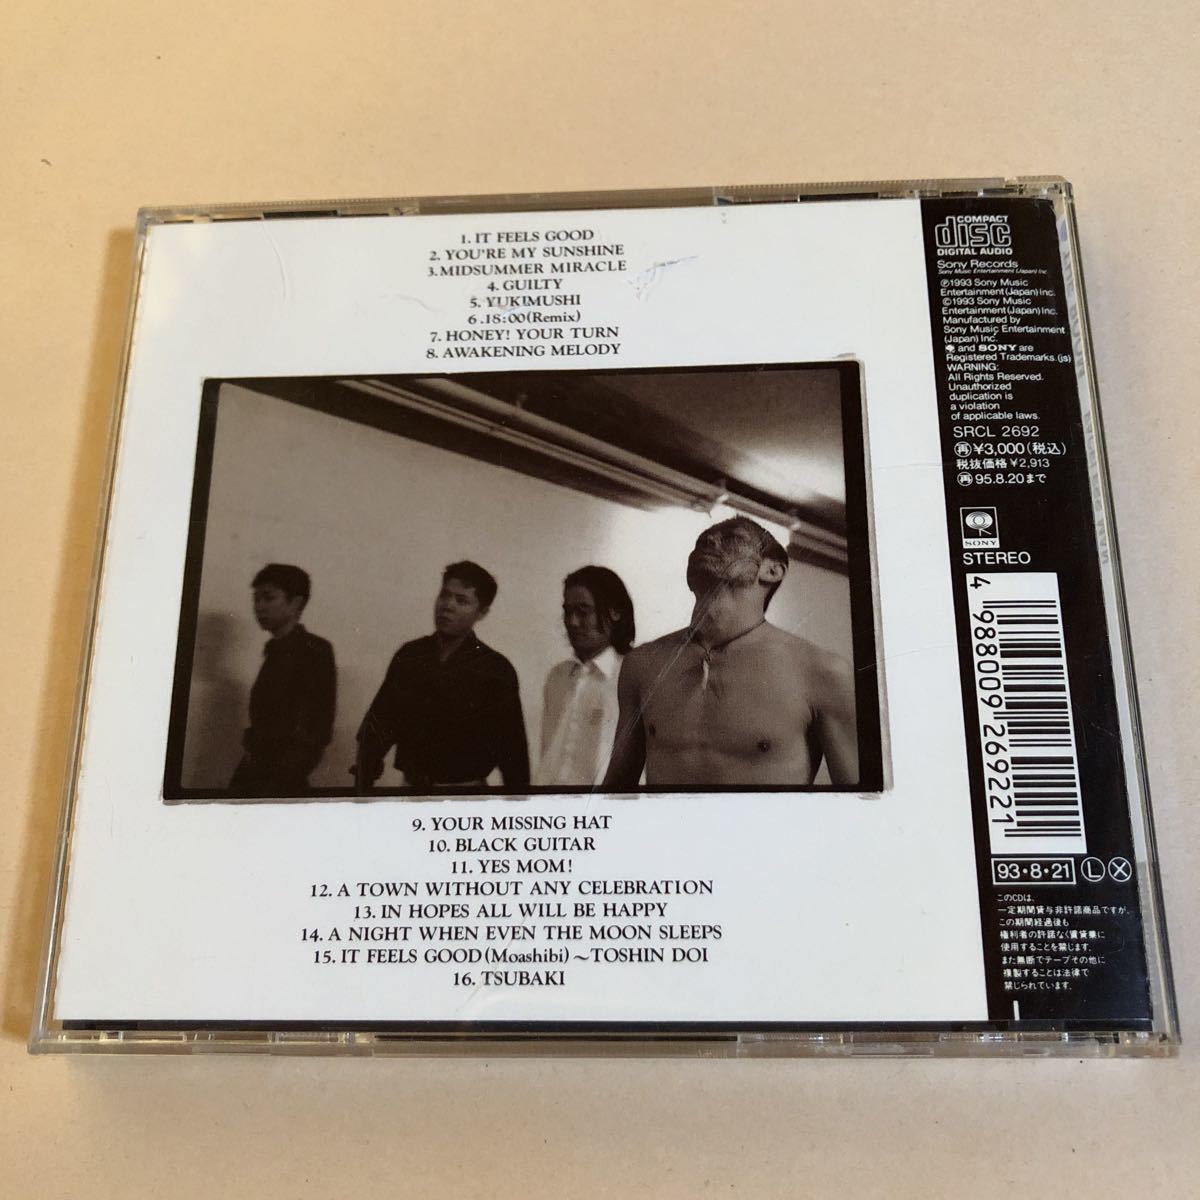 1. IT FEELS GOOD
2. YOU'RE MY SUNSHINE
3.MIDSUMMER MIRACLE
4. GUILTY
5. YUKIMUSHI
6 .18:00(Remix)
7. HONEY! YOUR TURN
8. AWAKENING MELODY
9. YOUR MISSING HAT
10. BLACK GUITAR
11. YES MOM!
12. A TOWN WITHOUT ANY CELEBRATION
13. IN HOPES ALL WILL BE HAPPY
14. A NIGHT WHEN EVEN THE MOON SLEEPS
15. IT FEELS GOOD(Moashibi)~TOSHIN DOI
16. TSUBAKI
COMPACT
disc
DIGITAL AUDIO
Sony Records
Sony Music Entertainment (Japan) Inc.
℗1993 Sony Music
Entertainment(Japan)Inc.
©1993 Sony Music
Entertainment(Japan)Inc.
Manufactured by
Sony Music Entertainment
(Japan) Inc.
and SONY are
Registered Trademarks.(js)
WARNING:
All Rights Reserved.
Unauthorized
duplication is
a violation
of applicable laws.
SRCL 2692
再¥3,000(税込)
税抜価格¥2,913
再95.8.20まで
SONY
STEREO
4 988009 269221
93・8・21 L X
このCDは、
一定期間貸与非許諾商品ですが、
この期間経過後も
権利者の許諾なく賃貸業に
使用することを禁じます。
また無断でテープその他に
複製することは法律で
禁じられています。